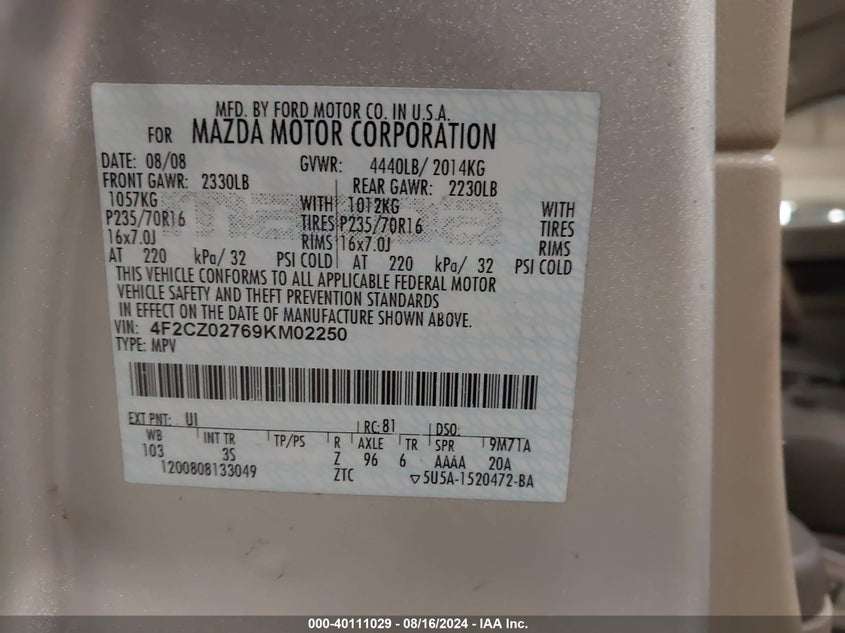 MFD. BY FORD MOTOR CO. IN U.S.A.
FOR MAZDA MOTOR CORPORATION
DATE: 08/08 GVWR: 4440LB/ 2014KG
FRONT GAWR: 2330LB REAR GAWR: 2230LB
1057KG WITH 1012KG WITH
P235/70R16 TIRES P235/70R16 TIRES
16x7.0J RIMS 16x7.0J RIMS
AT 220 kPa/ 32 PSI COLD AT 220 kPa/ 32 PSI COLD
THIS VEHICLE CONFORMS TO ALL APPLICABLE FEDERAL MOTOR
VEHICLE SAFETY AND THEFT PREVENTION STANDARDS
IN EFFECT ON THE DATE OF MANUFACTURE SHOWN ABOVE.
VIN: 4F2CZ02769KM02250
TYPE: MPV
EXT PNT: UI RC: 81 DSO:
WB INT TR TP/PS R AXLE TR SPR 9M71A
103 3S Z 96 6 AAAA 20A
1200808133049 ZTC ▽5U5A-1520472-BA
000-40111029 - 08/16/2024 - IAA Inc.